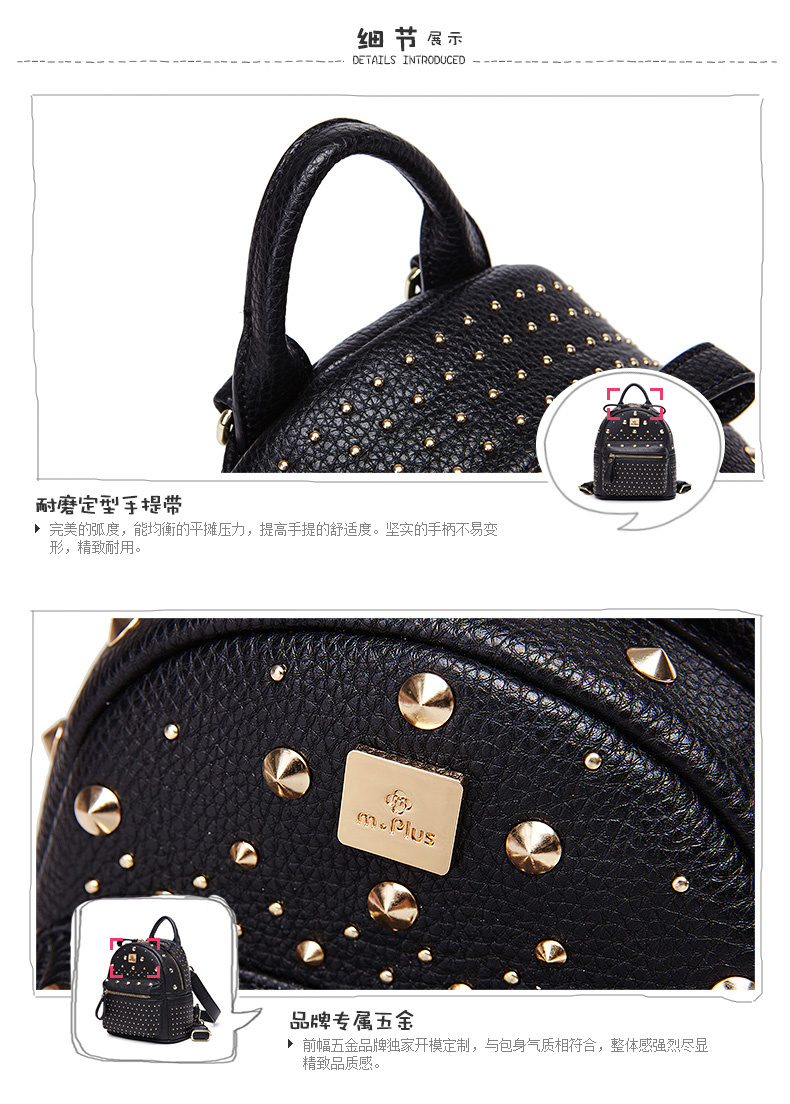 细节展示
DETAILS INTRODUCED
耐磨定型手提带
完美的弧度，能均衡的平摊压力，提高手提的舒适度。坚实的手柄不易变
形，精致耐用。
m.Plus
品牌专属五金
前幅五金品牌独家开模定制，与包身气质相符合，整体感强烈尽显
精致品质感。